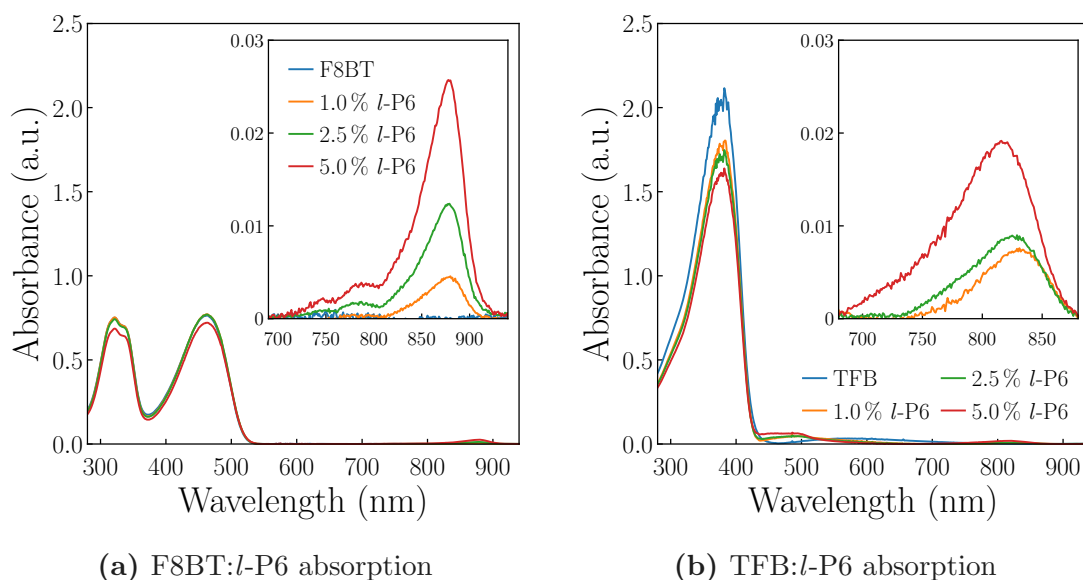 2.5
2.0
1.5
1.0
0.5
0.0
Absorbance (a.u.)
300 400 500 600 700 800 900
Wavelength (nm)
0.03
0.02
0.01
0
700 750 800 850 900
F8BT
1.0 % l-P6
2.5 % l-P6
5.0 % l-P6
(a) F8BT:l-P6 absorption
2.5
2.0
1.5
1.0
0.5
0.0
Absorbance (a.u.)
300 400 500 600 700 800 900
Wavelength (nm)
0.03
0.02
0.01
0
700 750 800 850
TFB 2.5 % l-P6
1.0 % l-P6 5.0 % l-P6
(b) TFB:l-P6 absorption